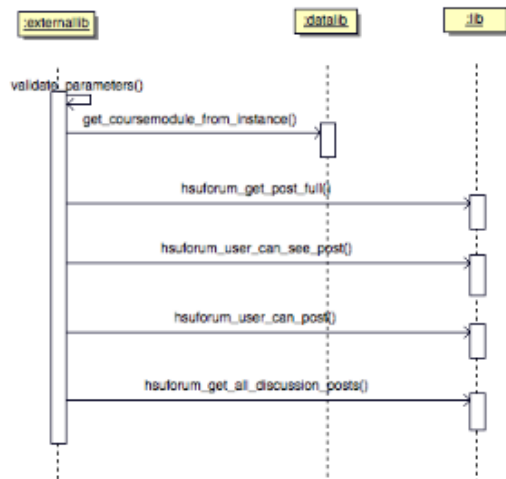 :externallib
:datalib
:lib
validate_parameters()
get_coursemodule_from_instance()
hsuforum_get_post_full()
hsuforum_user_can_see_post()
hsuforum_user_can_post()
hsuforum_get_all_discussion_posts()